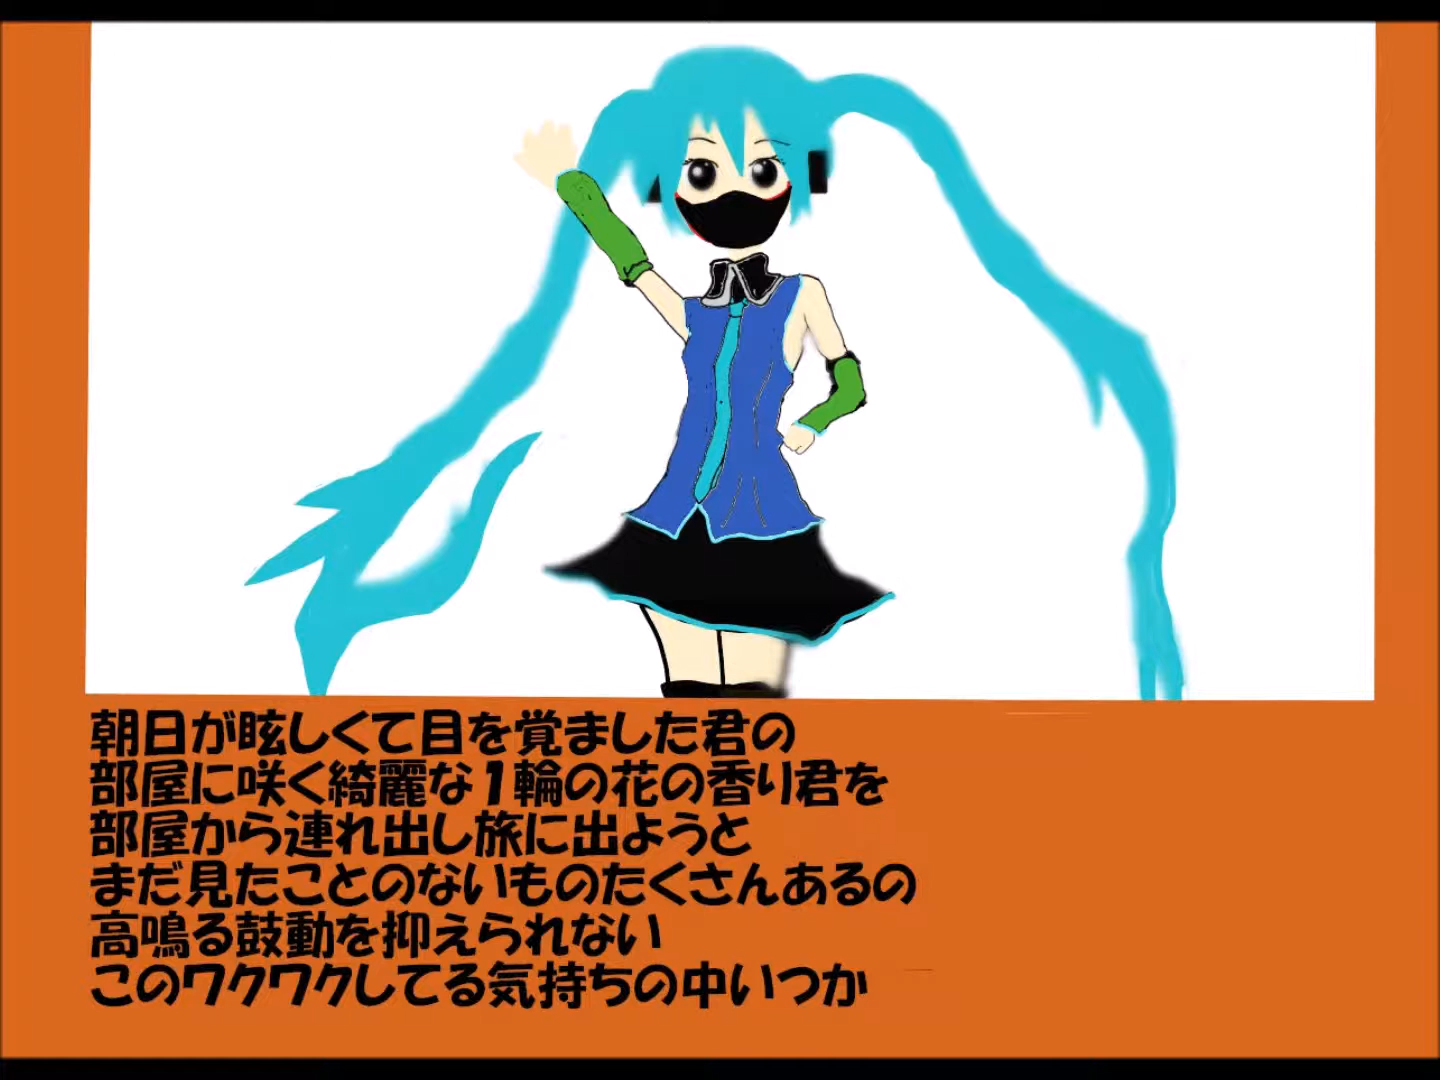 朝日が眩しくて目を覚ました君の
部屋に咲く綺麗な1輪の花の香り君を
部屋から連れ出し旅に出ようと
まだ見たことのないものたくさんあるの
高鳴る鼓動を抑えられない
このワクワクしてる気持ちの中いつか